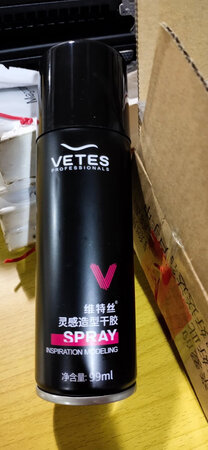 VETES
PROFESSIONALS
V
维特丝®
灵感造型干胶
SPRAY
INSPIRATION MODELING
净含量: 99ml